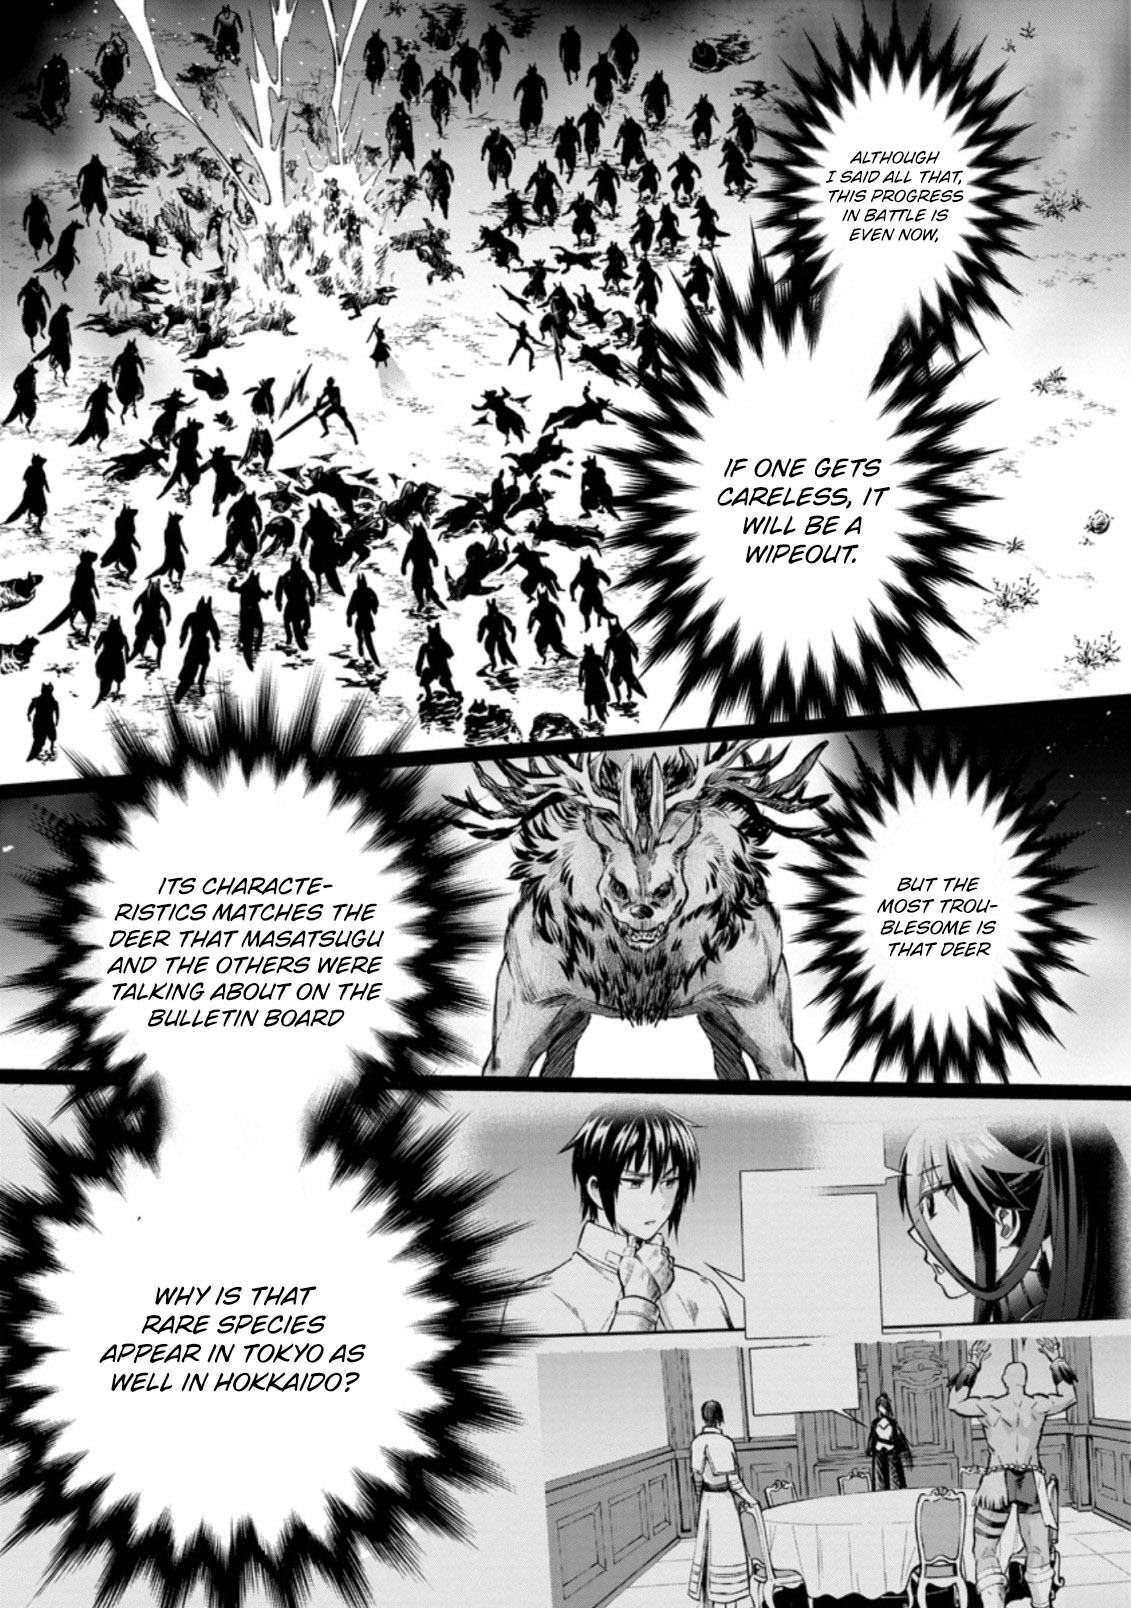 ALTHOUGH
I SAID ALL THAT,
THIS PROGRESS
IN BATTLE IS
EVEN NOW,
IF ONE GETS
CARELESS, IT
WILL BE A
WIPEOUT.
BUT THE
MOST TROU-
BLESOME IS
THAT DEER
ITS CHARACTE-
RISTICS MATCHES THE
DEER THAT MASATSUGU
AND THE OTHERS WERE
TALKING ABOUT ON THE
BULLETIN BOARD
WHY IS THAT
RARE SPECIES
APPEAR IN TOKYO AS
WELL IN HOKKAIDO?